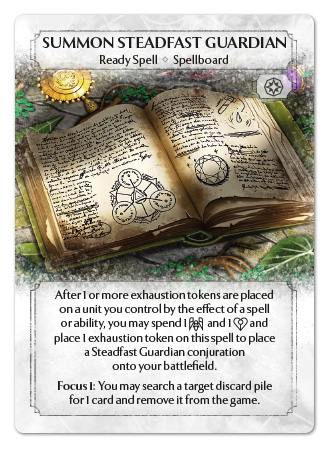 SUMMON STEADFAST GUARDIAN
Ready Spell ◇ Spellboard
After 1 or more exhaustion tokens are placed
on a unit you control by the effect of a spell
or ability, you may spend 1 and 1 and
place 1 exhaustion token on this spell to place
a Steadfast Guardian conjuration
onto your battlefield.
Focus 1: You may search a target discard pile
for 1 card and remove it from the game.